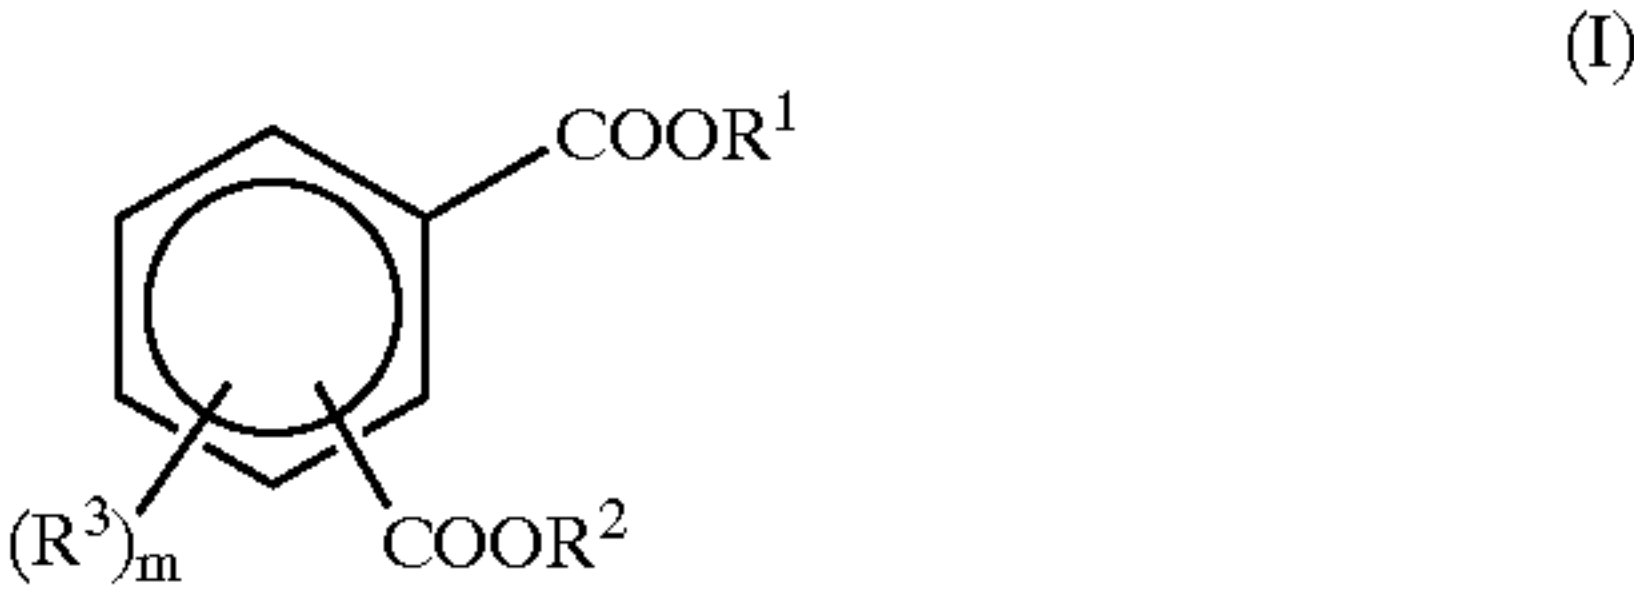 (I)
COOR¹
(R³)ₘ
COOR²